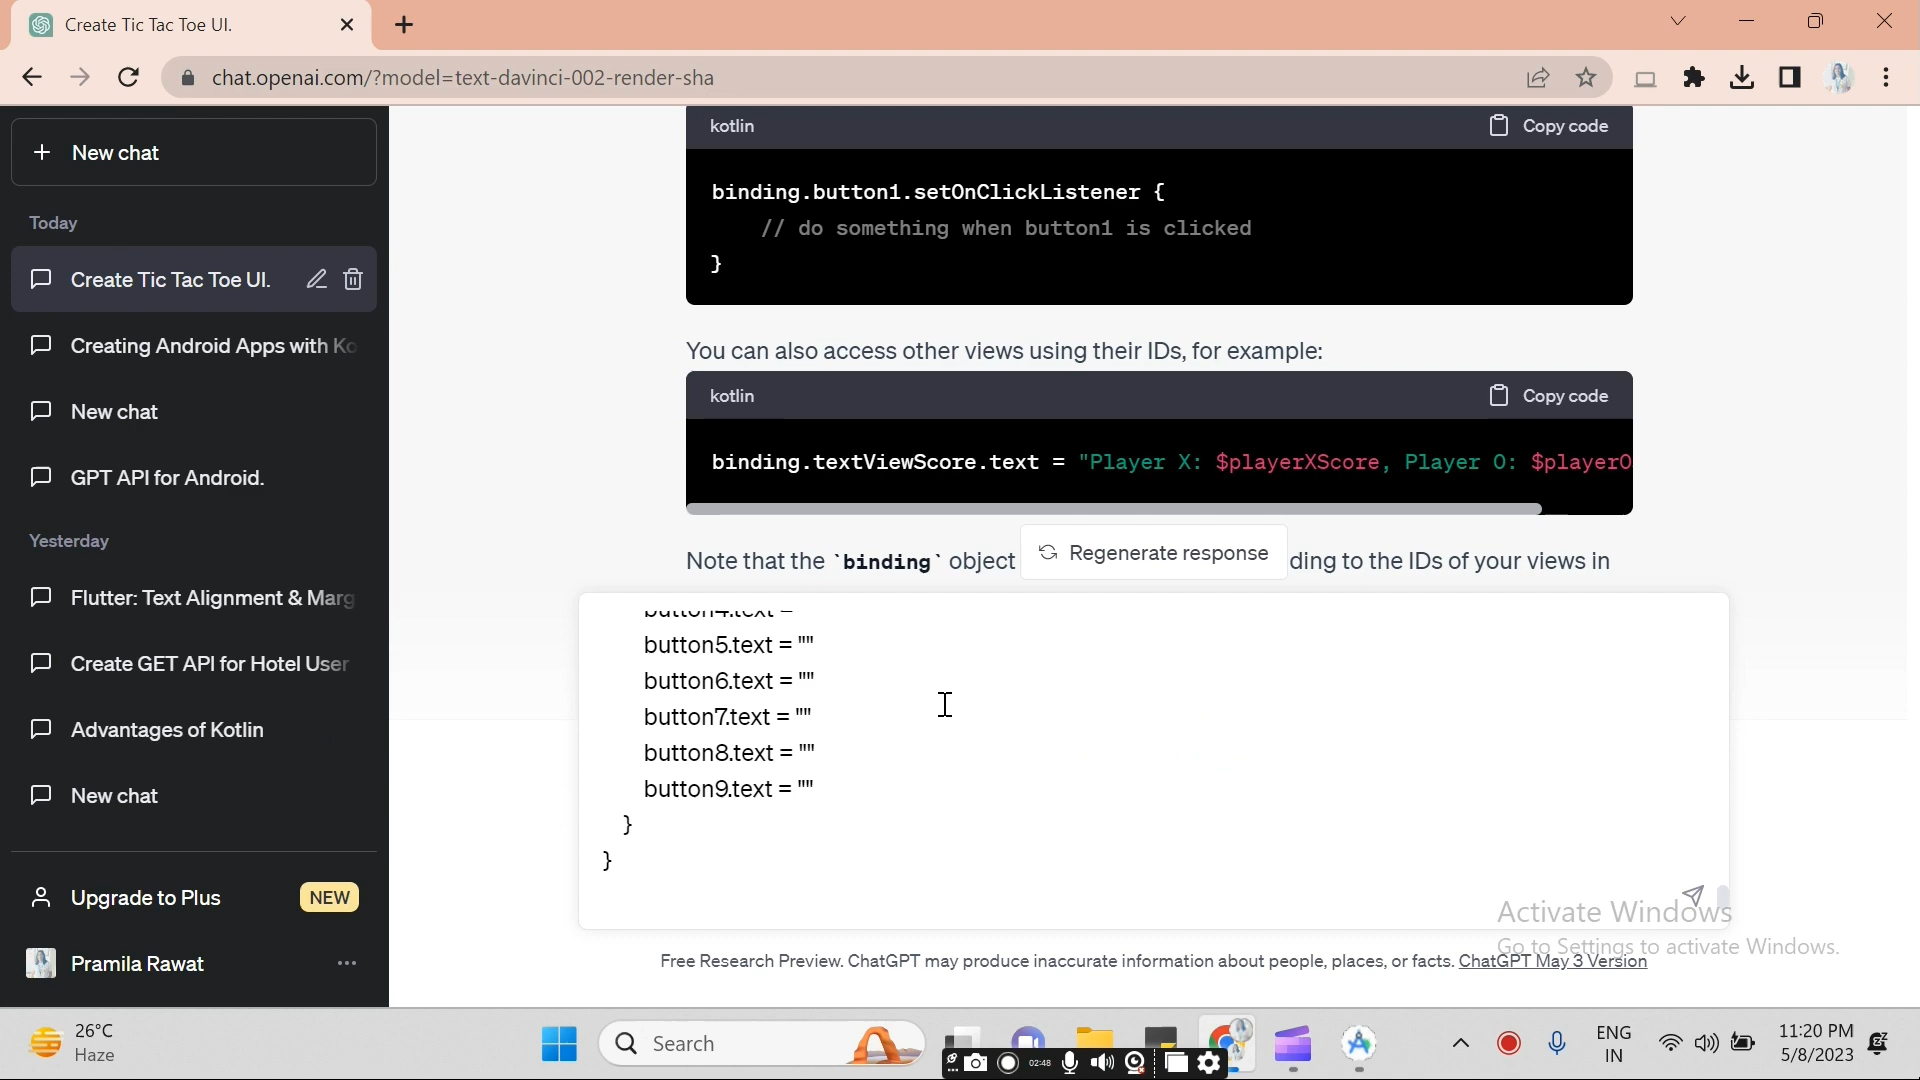 Create Tic Tac Toe UI.
chat.openai.com/?model=text-davinci-002-render-sha
New chat
Today
Create Tic Tac Toe UI.
Creating Android Apps with Ko
New chat
GPT API for Android.
Yesterday
Flutter: Text Alignment & Marg
Create GET API for Hotel User
Advantages of Kotlin
New chat
Upgrade to Plus NEW
Pramila Rawat
kotlin Copy code
binding.button1.setOnClickListener {
// do something when button1 is clicked
}
You can also access other views using their IDs, for example:
kotlin Copy code
binding.textViewScore.text = "Player X: $playerXScore, Player O: $playerO
Note that the `binding` object
Regenerate response
ding to the IDs of your views in
button4.text =
button5.text = ""
button6.text = ""
button7.text = ""
button8.text = ""
button9.text = ""
}
}
Activate Windows
Go to Settings to activate Windows.
Free Research Preview. ChatGPT may produce inaccurate information about people, places, or facts. ChatGPT May 3 Version
26°C
Haze
Search
02:48
ENG
IN
11:20 PM
5/8/2023